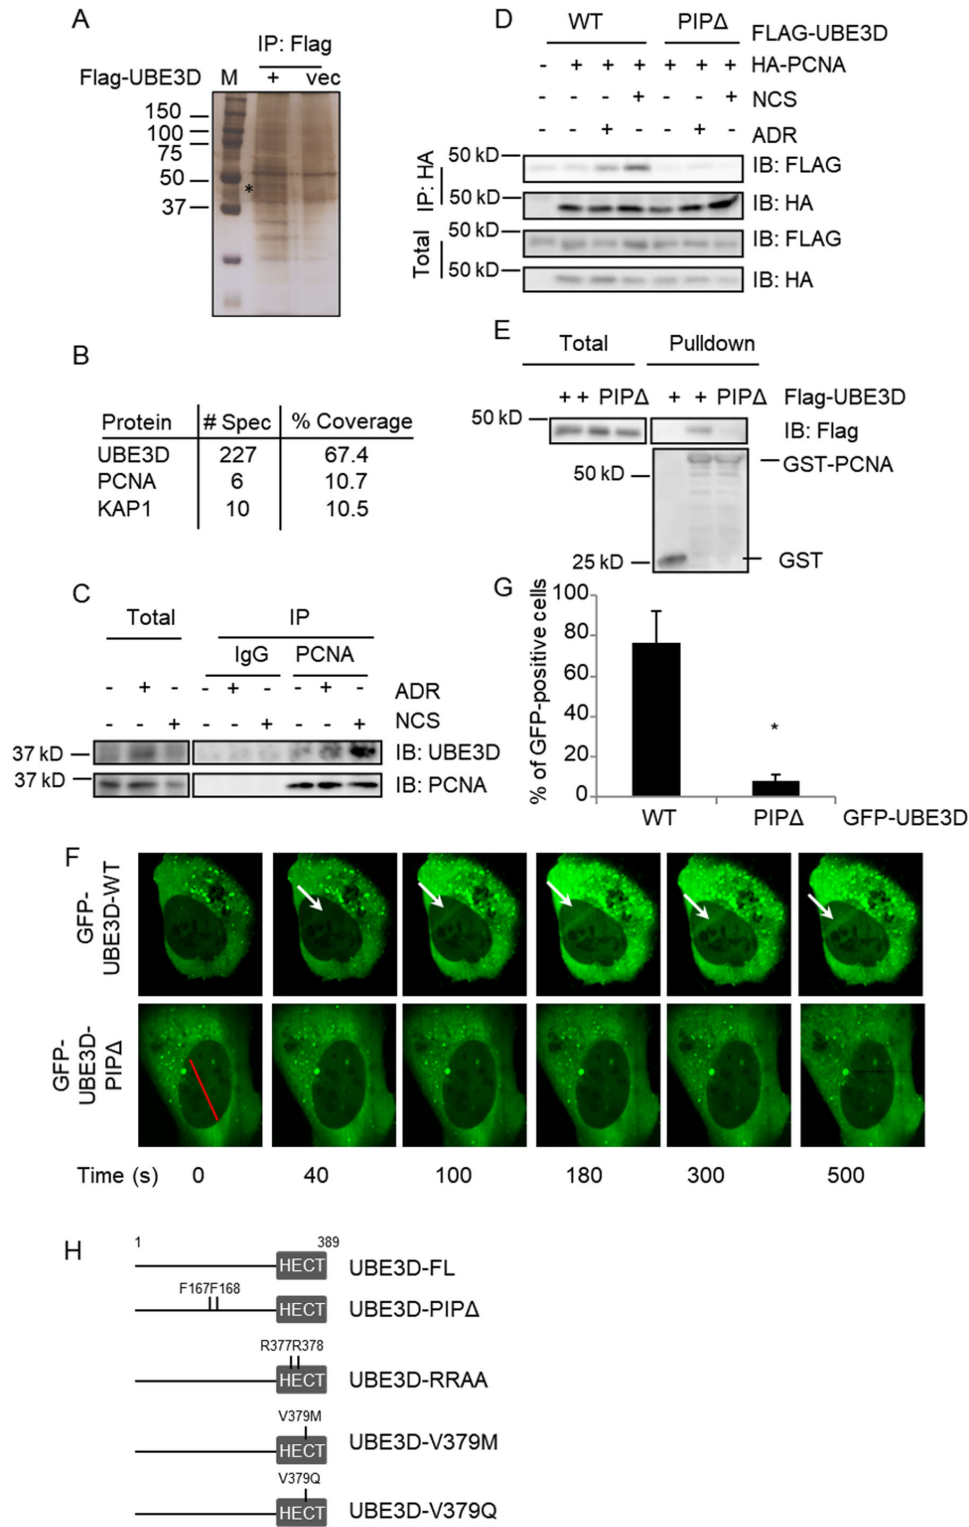 A
IP: Flag
Flag-UBE3D M + vec
150
100
75
50
*
37
B
Protein # Spec % Coverage
UBE3D 227 67.4
PCNA 6 10.7
KAP1 10 10.5
C
Total IP
IgG PCNA
- + - - + - - + - ADR
- - + - - + - - + NCS
37 kD IB: UBE3D
37 kD IB: PCNA
D
WT PIPΔ FLAG-UBE3D
- + + + + + + HA-PCNA
- - - + - - + NCS
- - + - - + - ADR
IP: HA
50 kD IB: FLAG
50 kD IB: HA
Total
50 kD IB: FLAG
50 kD IB: HA
E
Total Pulldown
+ + PIPΔ + + PIPΔ Flag-UBE3D
50 kD IB: Flag
GST-PCNA
50 kD
25 kD GST
G
% of GFP-positive cells
100
80
60
40
20
0
*
WT PIPΔ GFP-UBE3D
F
GFP-
UBE3D-WT
GFP-
UBE3D-
PIPΔ
Time (s) 0 40 100 180 300 500
H
1 389
HECT UBE3D-FL
F167F168
HECT UBE3D-PIPΔ
R377R378
HECT UBE3D-RRAA
V379M
HECT UBE3D-V379M
V379Q
HECT UBE3D-V379Q